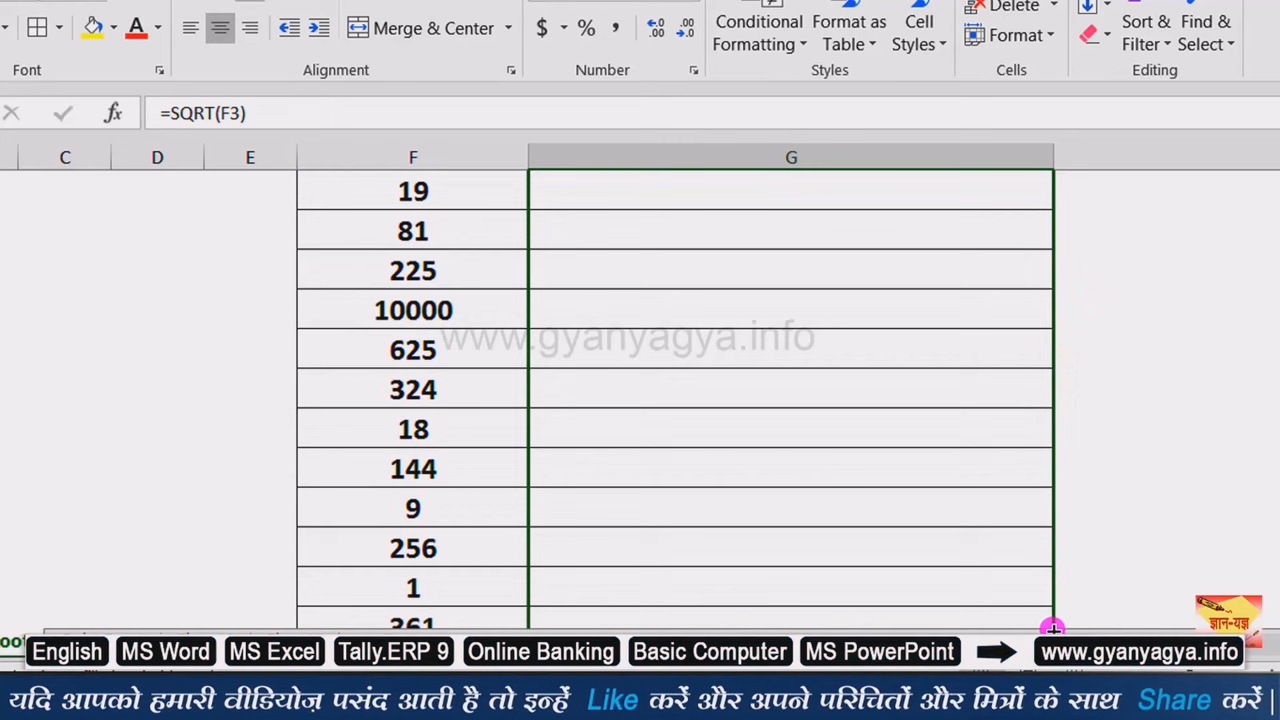 Delete
Merge & Center
$ % ,
Conditional Formatting
Format as Table
Cell Styles
Format
Sort & Filter
Find & Select
Font
Alignment
Number
Styles
Cells
Editing
fx =SQRT(F3)
C D E F G
19
81
225
10000
www.gyanyagya.info
625
324
18
144
9
256
1
361
ज्ञान-यज्ञ
English MS Word MS Excel Tally.ERP 9 Online Banking Basic Computer MS PowerPoint www.gyanyagya.info
यदि आपको हमारी वीडियोज़ पसंद आती है तो इन्हें Like करें और अपने परिचितों और मित्रों के साथ Share करें |